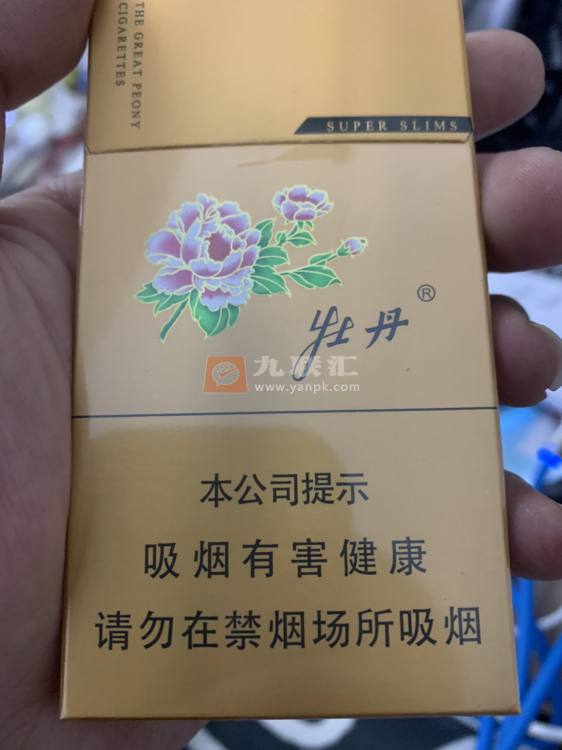 THE GREAT PEONY
CIGARETTES
SUPER SLIMS
牡丹®
九联汇
www.yanpk.com
本公司提示
吸烟有害健康
请勿在禁烟场所吸烟